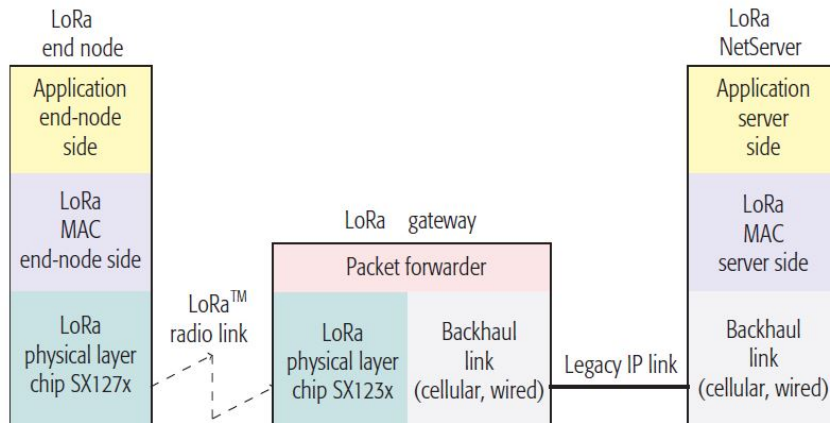 LoRa
end node
Application
end-node
side
LoRa
MAC
end-node side
LoRa
physical layer
chip SX127x
LoRa™
radio link
LoRa gateway
Packet forwarder
LoRa
physical layer
chip SX123x
Backhaul
link
(cellular, wired)
Legacy IP link
LoRa
NetServer
Application
server
side
LoRa
MAC
server side
Backhaul
link
(cellular, wired)